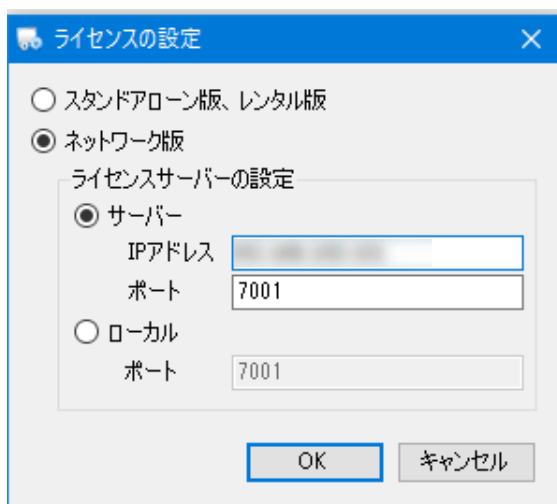 ライセンスの設定
スタンドアローン版、レンタル版
ネットワーク版
ライセンスサーバーの設定
サーバー
IPアドレス
ポート 7001
ローカル
ポート 7001
OK キャンセル